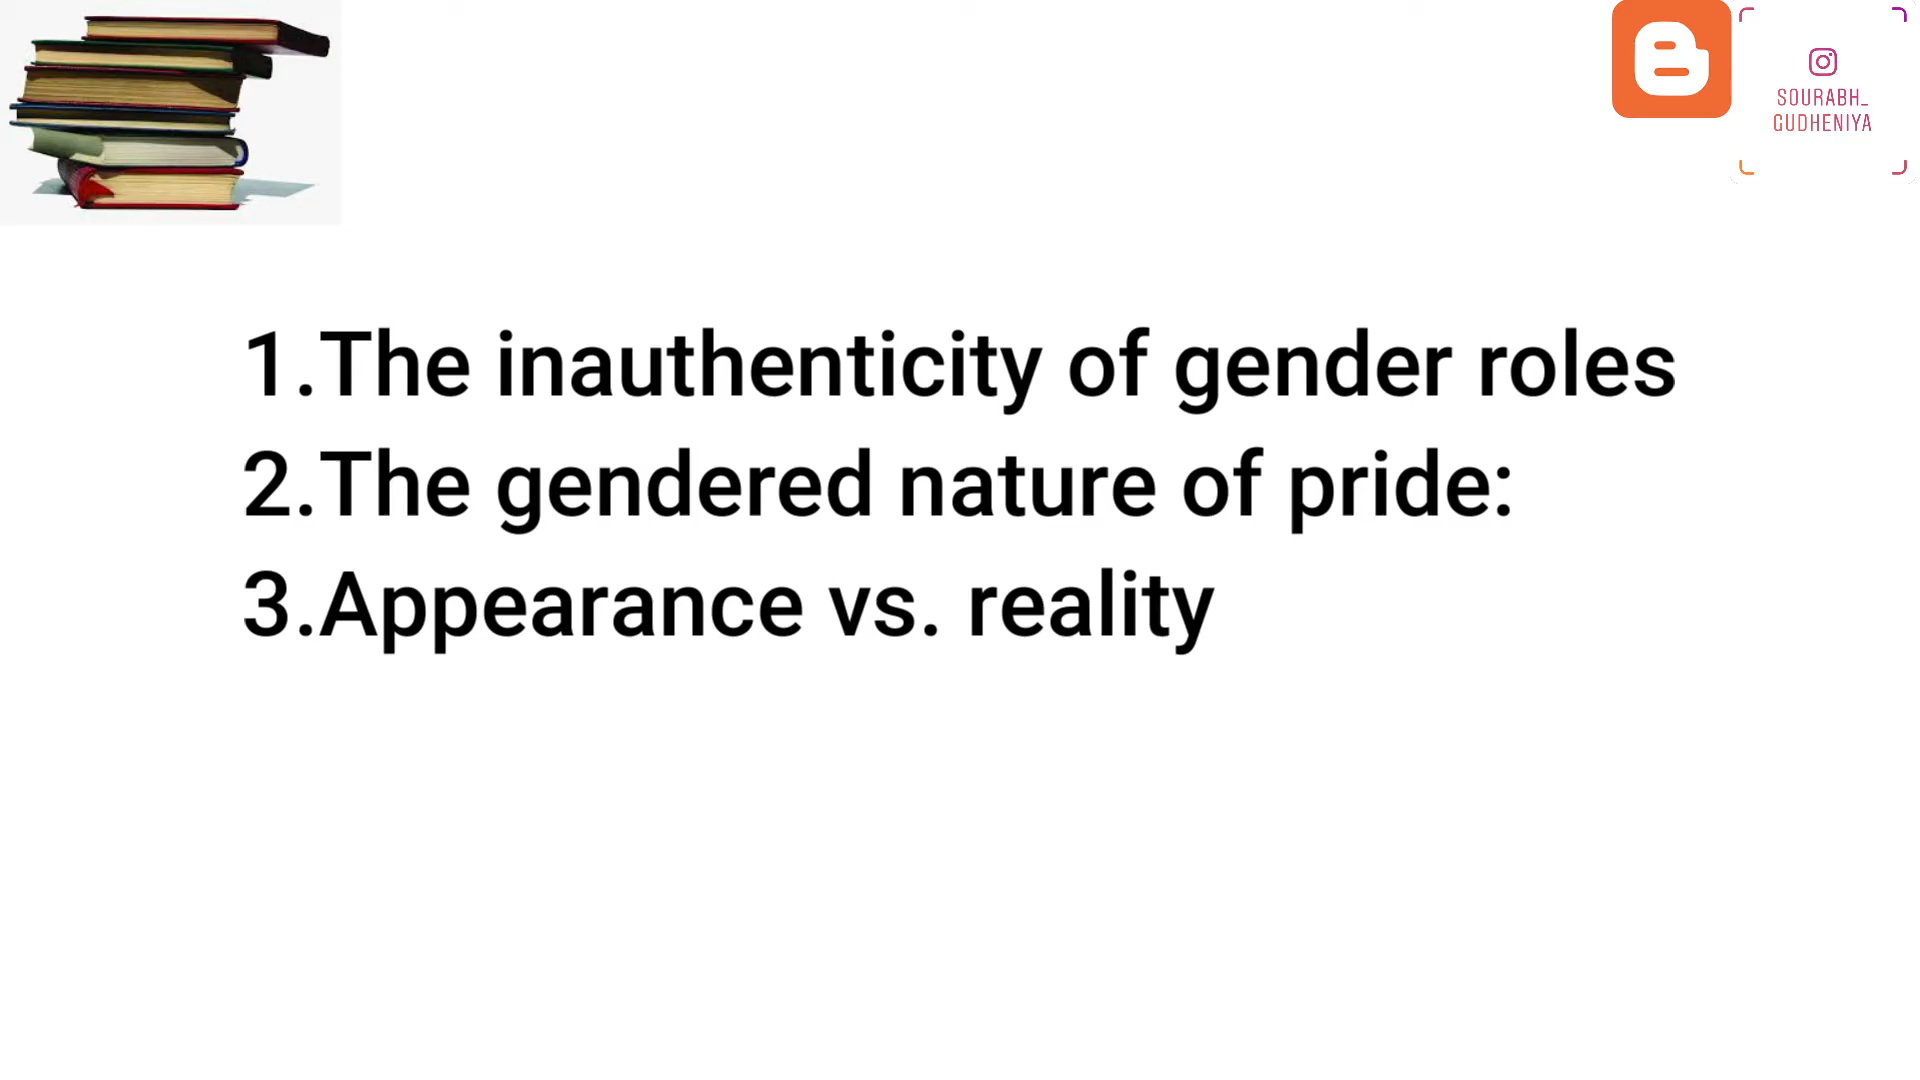 SOURABH_
GUDHENIYA
1.The inauthenticity of gender roles
2.The gendered nature of pride:
3.Appearance vs. reality